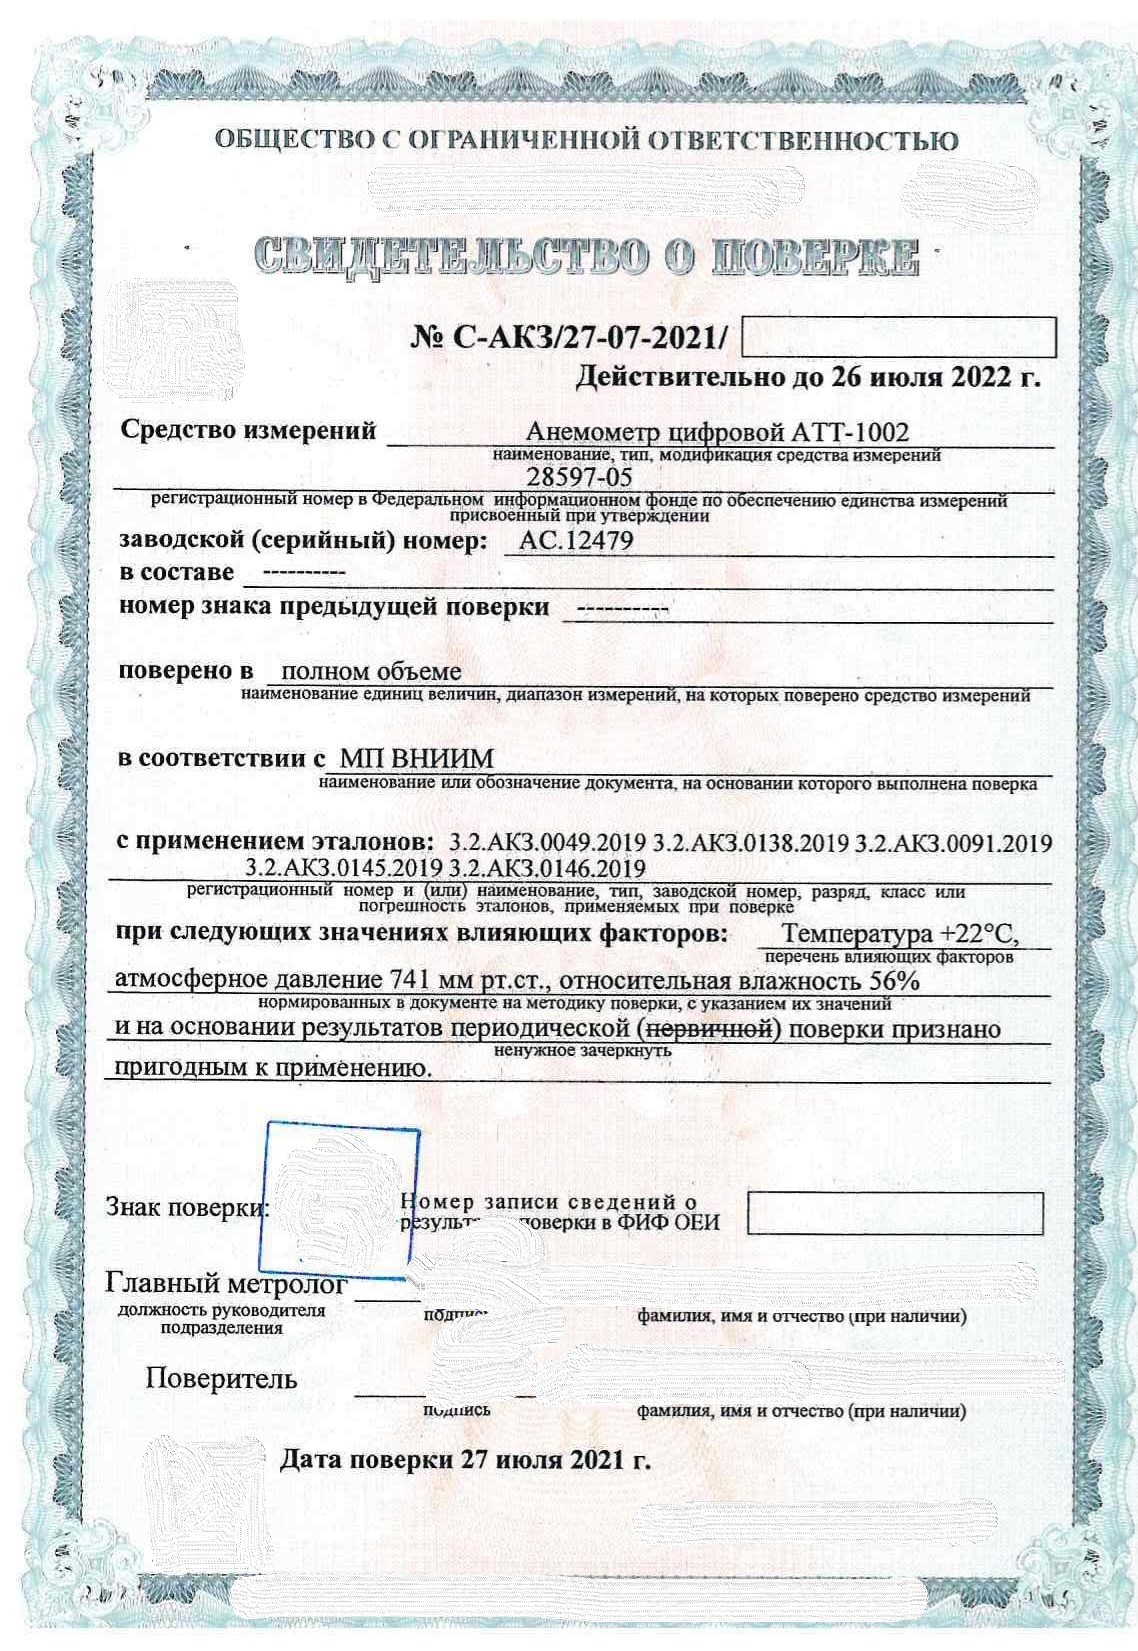 ОБЩЕСТВО С ОГРАНИЧЕННОЙ ОТВЕТСТВЕННОСТЬЮ
СВИДЕТЕЛЬСТВО О ПОВЕРКЕ
№ С-АКЗ/27-07-2021/
Действительно до 26 июля 2022 г.
Средство измерений Анемометр цифровой АТТ-1002
наименование, тип, модификация средства измерений
28597-05
регистрационный номер в Федеральном информационном фонде по обеспечению единства измерений
присвоенный при утверждении
заводской (серийный) номер: АС.12479
в составе ----------
номер знака предыдущей поверки ----------
поверено в полном объеме
наименование единиц величин, диапазон измерений, на которых поверено средство измерений
в соответствии с МП ВНИИМ
наименование или обозначение документа, на основании которого выполнена поверка
с применением эталонов: 3.2.АКЗ.0049.2019 3.2.АКЗ.0138.2019 3.2.АКЗ.0091.2019
3.2.АКЗ.0145.2019 3.2.АКЗ.0146.2019
регистрационный номер и (или) наименование, тип, заводской номер, разряд, класс или
погрешность эталонов, применяемых при поверке
при следующих значениях влияющих факторов: Температура +22°С,
перечень влияющих факторов
атмосферное давление 741 мм рт.ст., относительная влажность 56%
нормированных в документе на методику поверки, с указанием их значений
и на основании результатов периодической (первичной) поверки признано
ненужное зачеркнуть
пригодным к применению.
Знак поверки:
Номер записи сведений о
поверки в ФИФ ОЕИ
Главный метролог
должность руководителя
подразделения
фамилия, имя и отчество (при наличии)
Поверитель
подпись
фамилия, имя и отчество (при наличии)
Дата поверки 27 июля 2021 г.